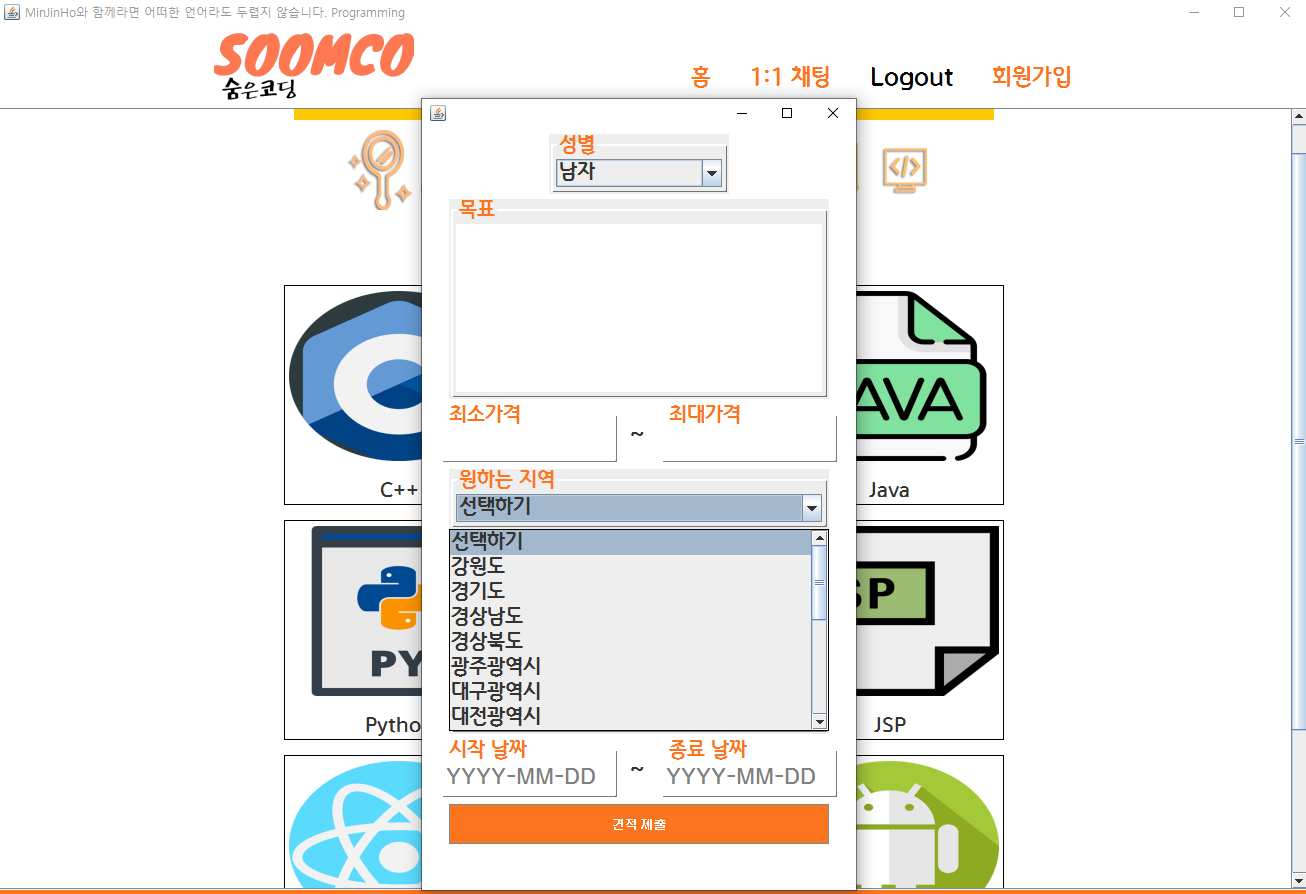 MinJinHo와 함께라면 어떠한 언어라도 두렵지 않습니다. Programming
SOOMCO
숨은코딩
홈 1:1 채팅 Logout 회원가입
성별
남자
목표
최소가격 ~ 최대가격
원하는 지역
선택하기
선택하기
강원도
경기도
경상남도
경상북도
광주광역시
대구광역시
대전광역시
시작 날짜 종료 날짜
YYYY-MM-DD ~ YYYY-MM-DD
견적 제출
C
</>
AVA
C++ Java
PY
SP
Pytho JSP